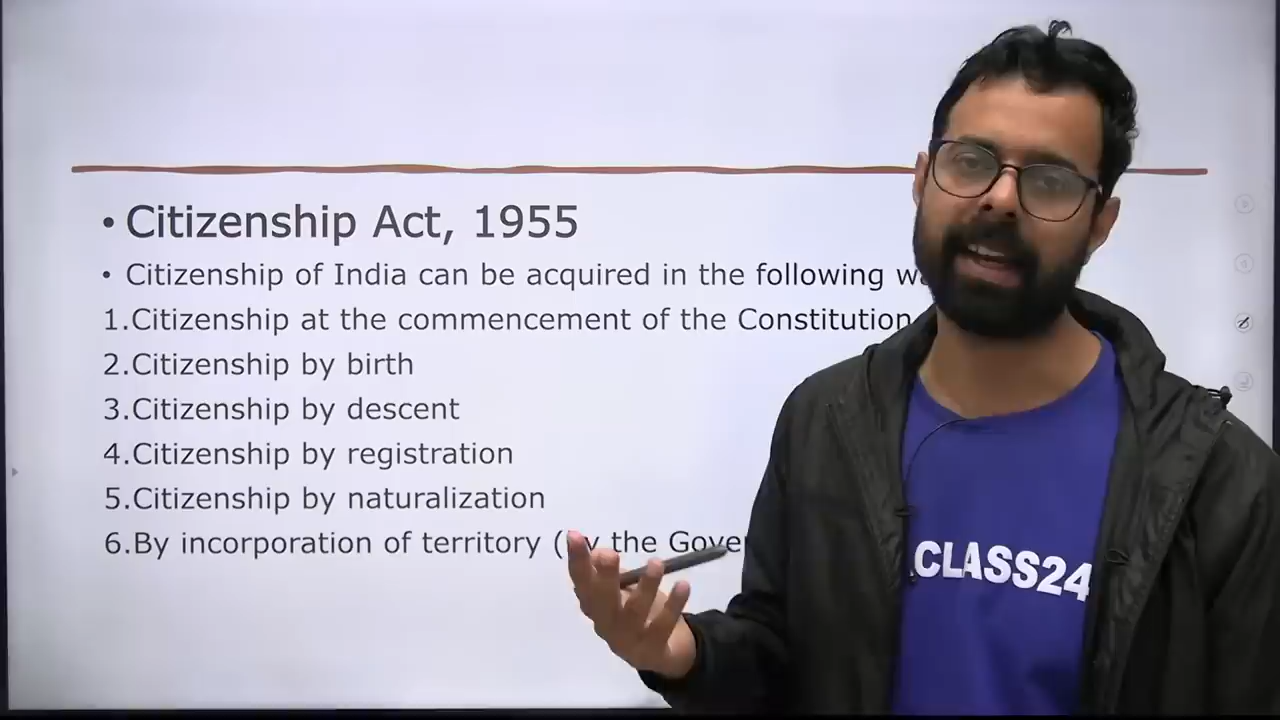 • Citizenship Act, 1955
• Citizenship of India can be acquired in the following
1.Citizenship at the commencement of the Constitution
2.Citizenship by birth
3.Citizenship by descent
4.Citizenship by registration
5.Citizenship by naturalization
6.By incorporation of territory the
CLASS24